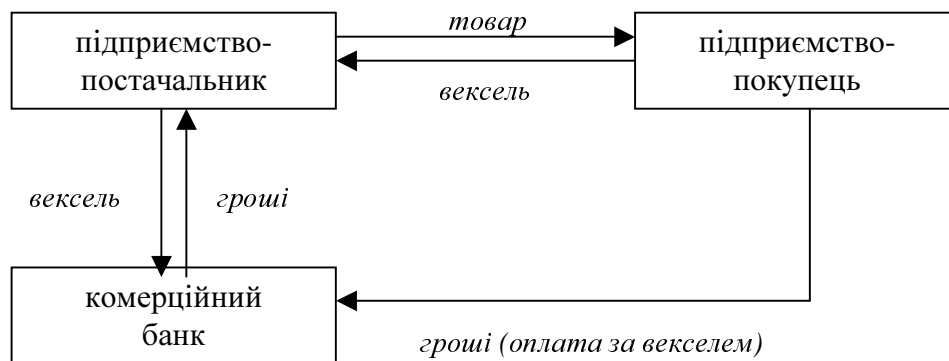 товар
підприємство-
постачальник
підприємство-
покупець
вексель
вексель
гроші
комерційний
банк
гроші (оплата за векселем)